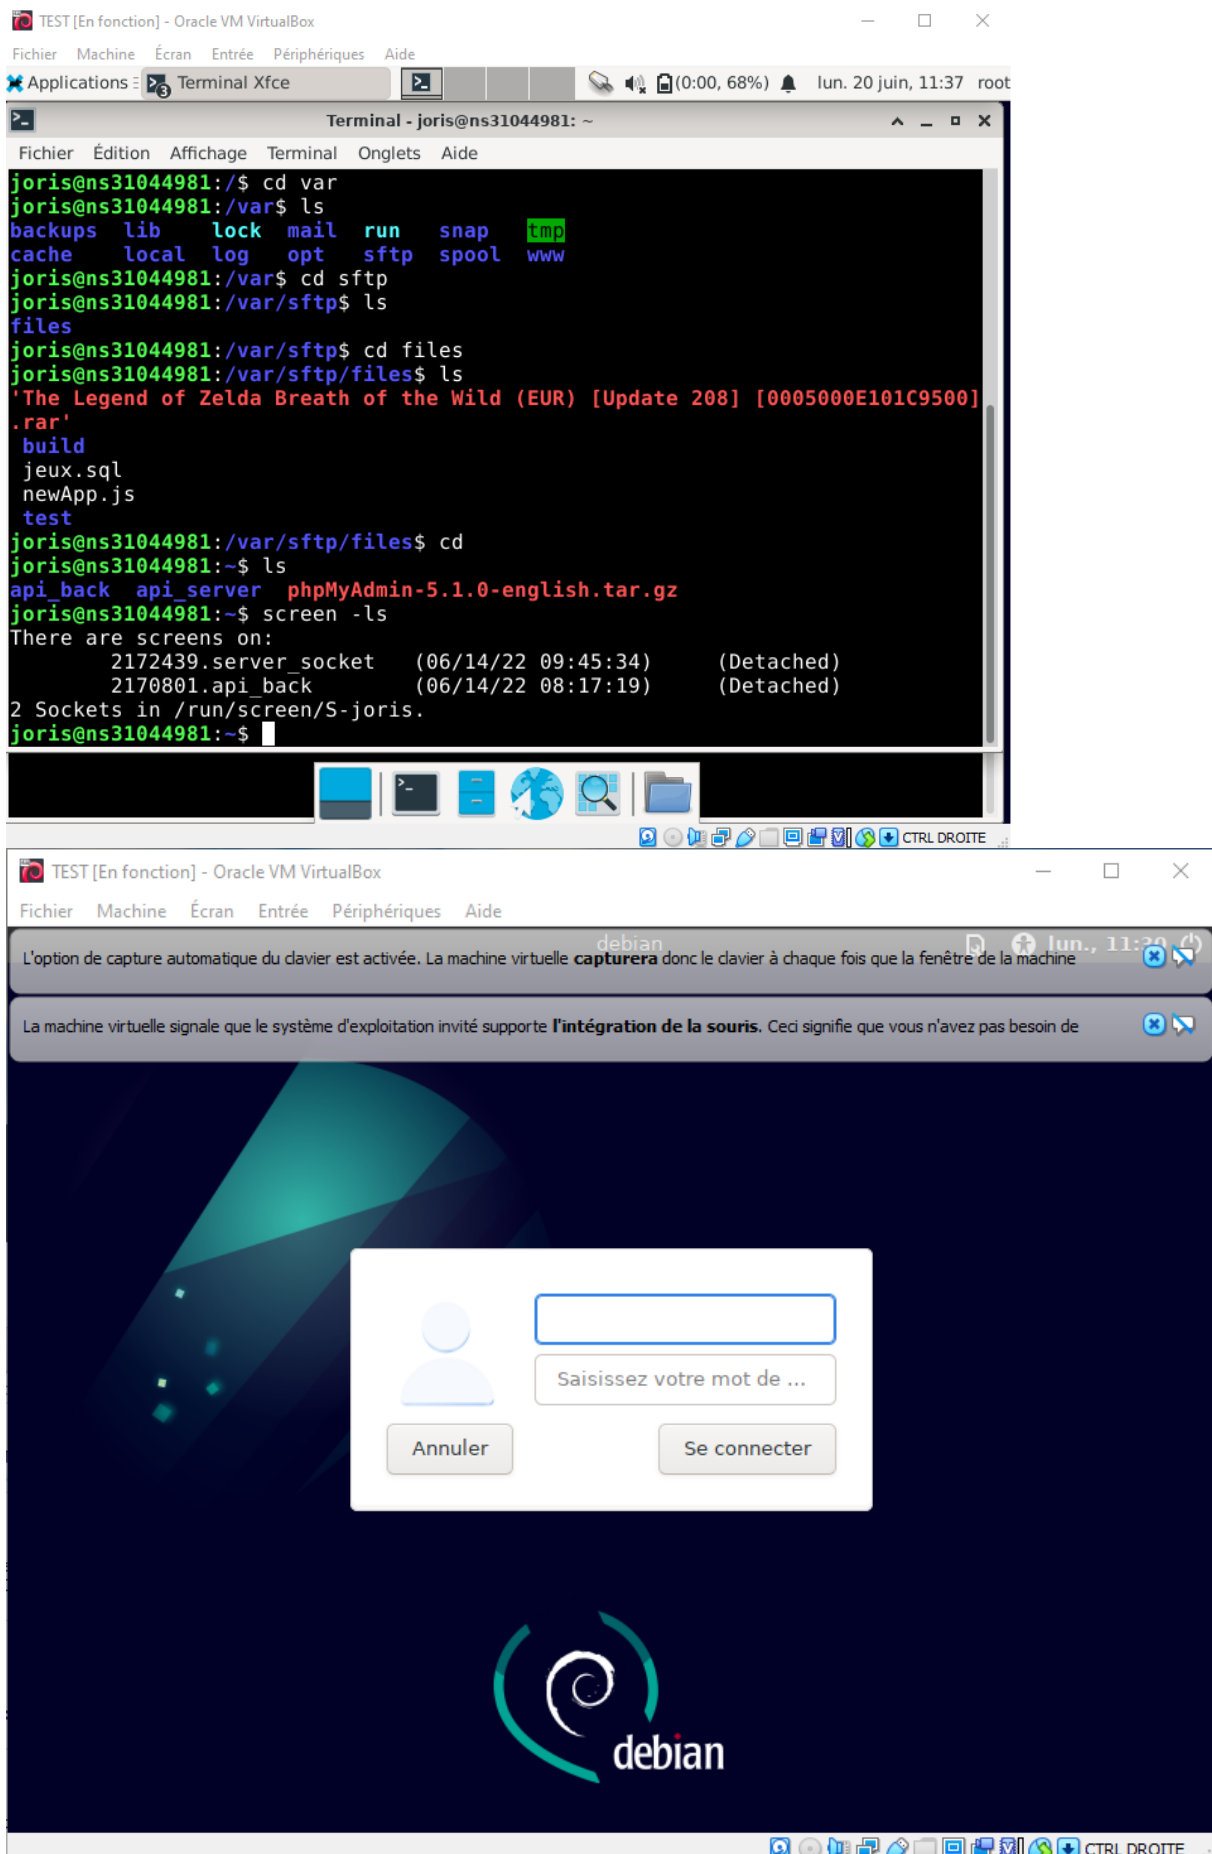 TEST [En fonction] - Oracle VM VirtualBox
Fichier Machine Écran Entrée Périphériques Aide
Applications Terminal Xfce (0:00, 68%) lun. 20 juin, 11:37 root
Terminal - joris@ns31044981: ~
Fichier Édition Affichage Terminal Onglets Aide
joris@ns31044981:/$ cd var
joris@ns31044981:/var$ ls
backups lib lock mail run snap tmp
cache local log opt sftp spool www
joris@ns31044981:/var$ cd sftp
joris@ns31044981:/var/sftp$ ls
files
joris@ns31044981:/var/sftp$ cd files
joris@ns31044981:/var/sftp/files$ ls
'The Legend of Zelda Breath of the Wild (EUR) [Update 208] [0005000E101C9500]
.rar'
build
jeux.sql
newApp.js
test
joris@ns31044981:/var/sftp/files$ cd
joris@ns31044981:~$ ls
api_back api_server phpMyAdmin-5.1.0-english.tar.gz
joris@ns31044981:~$ screen -ls
There are screens on:
2172439.server_socket (06/14/22 09:45:34) (Detached)
2170801.api_back (06/14/22 08:17:19) (Detached)
2 Sockets in /run/screen/S-joris.
joris@ns31044981:~$
CTRL DROITE
TEST [En fonction] - Oracle VM VirtualBox
Fichier Machine Écran Entrée Périphériques Aide
debian lun., 11:
L'option de capture automatique du clavier est activée. La machine virtuelle capturera donc le clavier à chaque fois que la fenêtre de la machine
La machine virtuelle signale que le système d'exploitation invité supporte l'intégration de la souris. Ceci signifie que vous n'avez pas besoin de
Saisissez votre mot de ...
Annuler Se connecter
debian
CTRL DROITE